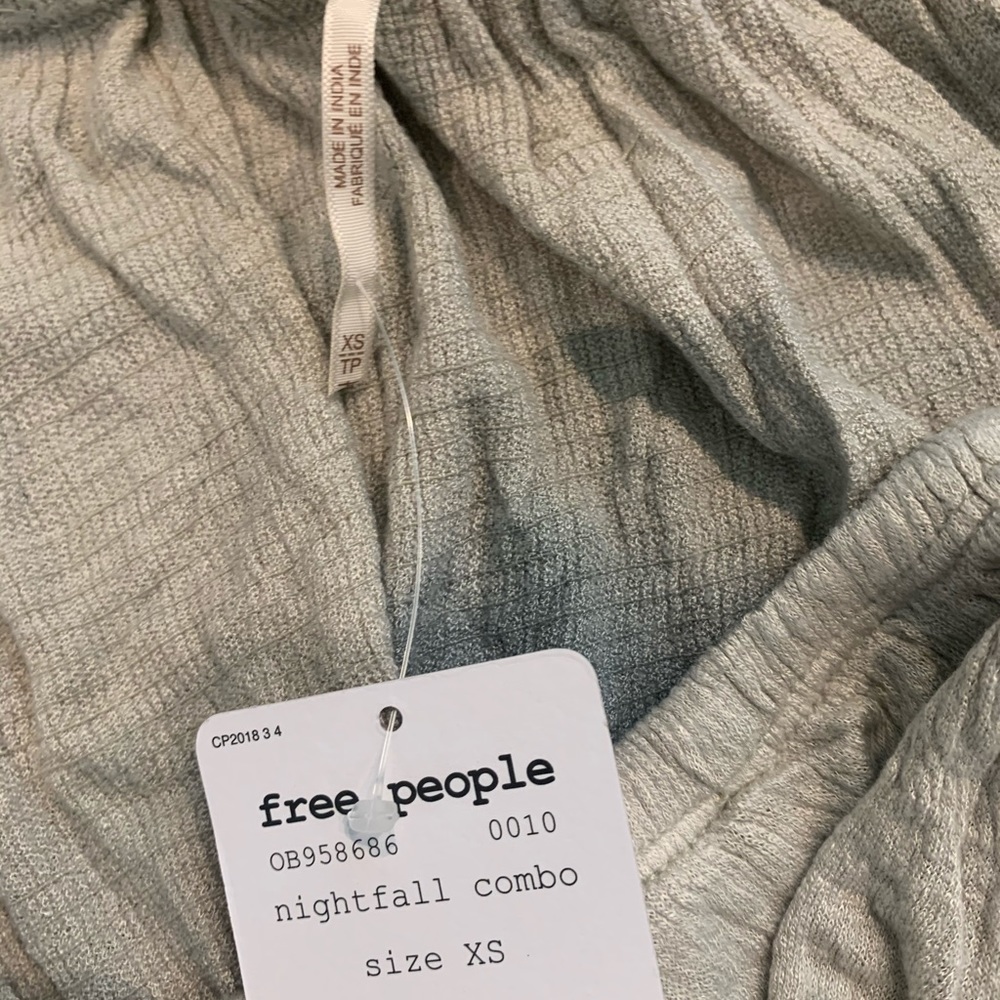 MADE IN INDIA
FABRIQUÉ EN INDE
XS
TP
CP2018 3 4
free people
OB958686 0010
nightfall combo
size XS